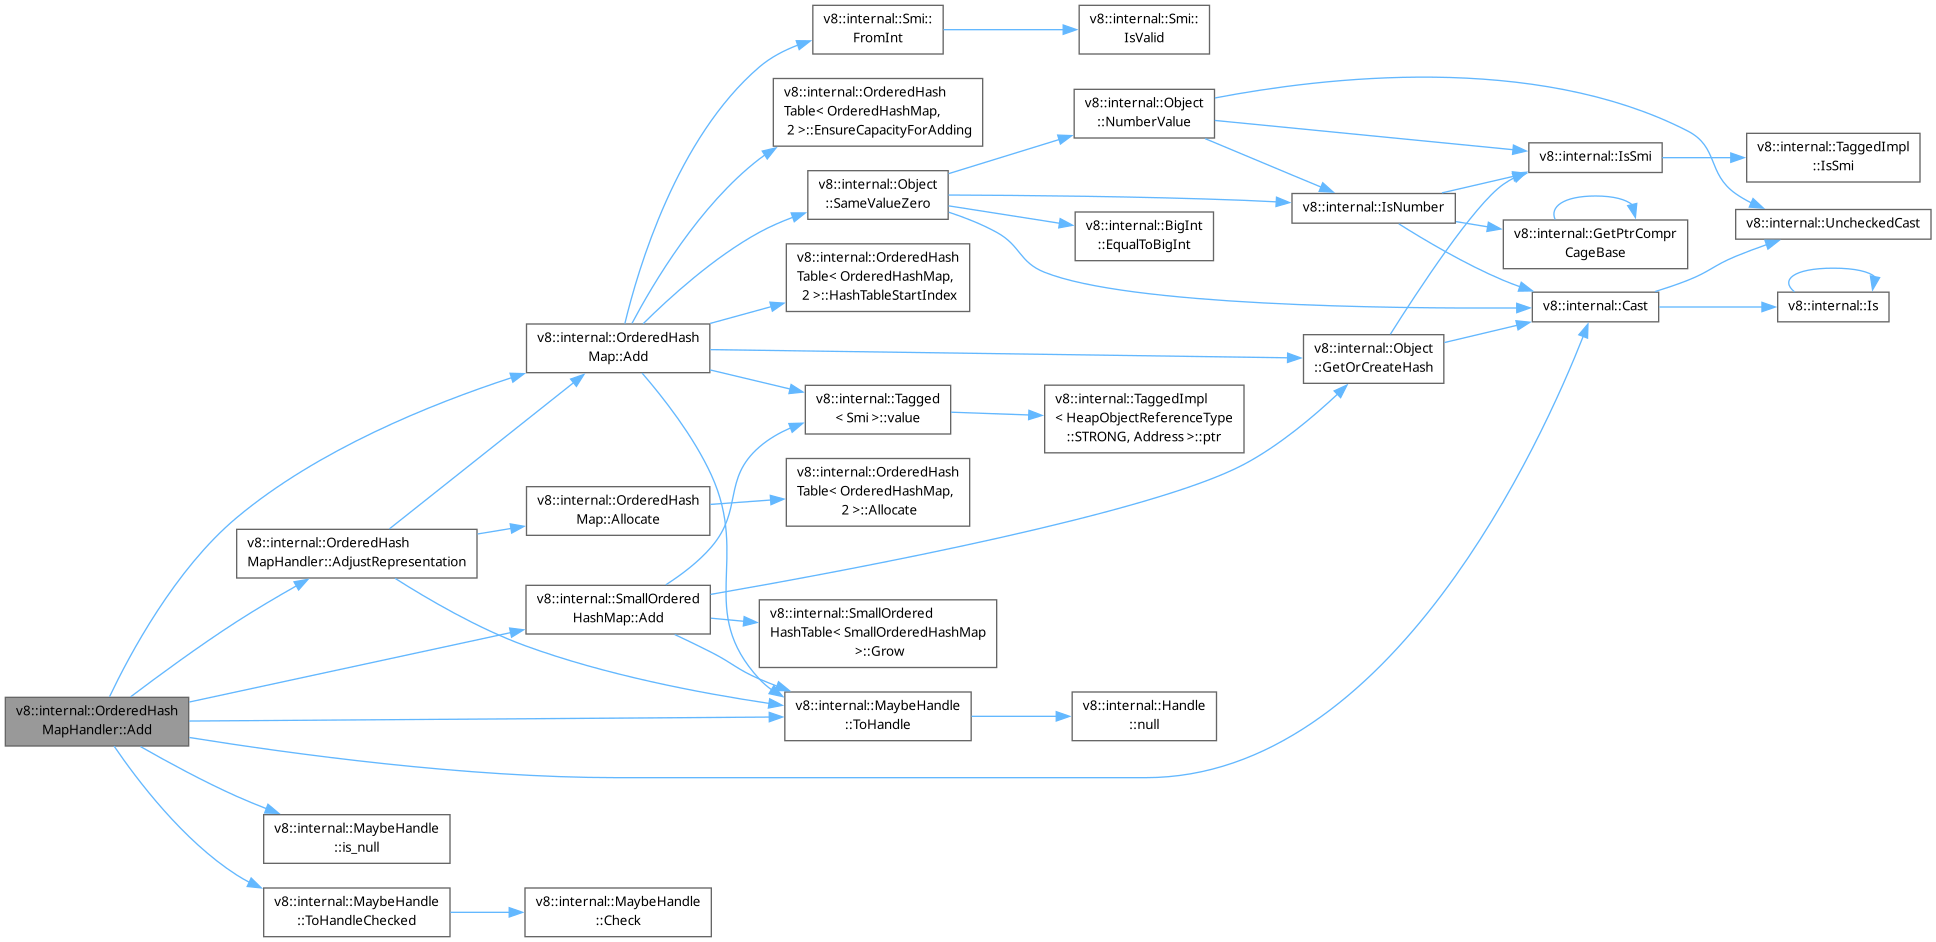 v8::internal::OrderedHash
MapHandler::Add
v8::internal::OrderedHash
MapHandler::AdjustRepresentation
v8::internal::MaybeHandle
::is_null
v8::internal::MaybeHandle
::ToHandleChecked
v8::internal::OrderedHash
Map::Add
v8::internal::OrderedHash
Map::Allocate
v8::internal::SmallOrdered
HashMap::Add
v8::internal::MaybeHandle
::Check
v8::internal::Smi::
FromInt
v8::internal::OrderedHash
Table< OrderedHashMap,
2 >::EnsureCapacityForAdding
v8::internal::Object
::SameValueZero
v8::internal::OrderedHash
Table< OrderedHashMap,
2 >::HashTableStartIndex
v8::internal::Tagged
< Smi >::value
v8::internal::OrderedHash
Table< OrderedHashMap,
2 >::Allocate
v8::internal::SmallOrdered
HashTable< SmallOrderedHashMap
>::Grow
v8::internal::MaybeHandle
::ToHandle
v8::internal::Smi::
IsValid
v8::internal::Object
::NumberValue
v8::internal::BigInt
::EqualToBigInt
v8::internal::TaggedImpl
< HeapObjectReferenceType
::STRONG, Address >::ptr
v8::internal::Handle
::null
v8::internal::IsNumber
v8::internal::Object
::GetOrCreateHash
v8::internal::IsSmi
v8::internal::GetPtrCompr
CageBase
v8::internal::Cast
v8::internal::TaggedImpl
::IsSmi
v8::internal::UncheckedCast
v8::internal::Is